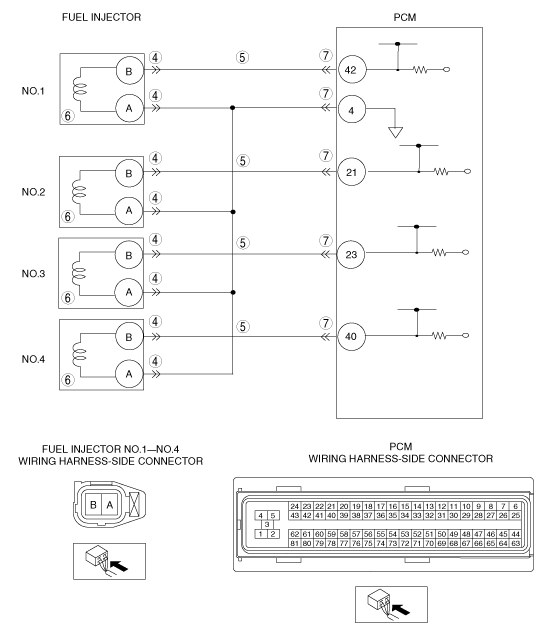 FUEL INJECTOR PCM
4 5 7
B 42
NO.1
4 7
6 A 4
4 5 7
B 21
NO.2
4
6 A
4 5 7
B 23
NO.3
4
6 A
4 5 7
B 40
NO.4
4
6 A
FUEL INJECTOR NO.1—NO.4
WIRING HARNESS-SIDE CONNECTOR
B A
PCM
WIRING HARNESS-SIDE CONNECTOR
24 23 22 21 20 19 18 17 16 15 14 13 12 11 10 9 8 7 6
4 5 43 42 41 40 39 38 37 36 35 34 33 32 31 30 29 28 27 26 25
3
1 2 62 61 60 59 58 57 56 55 54 53 52 51 50 49 48 47 46 45 44
81 80 79 78 77 76 75 74 73 72 71 70 69 68 67 66 65 64 63